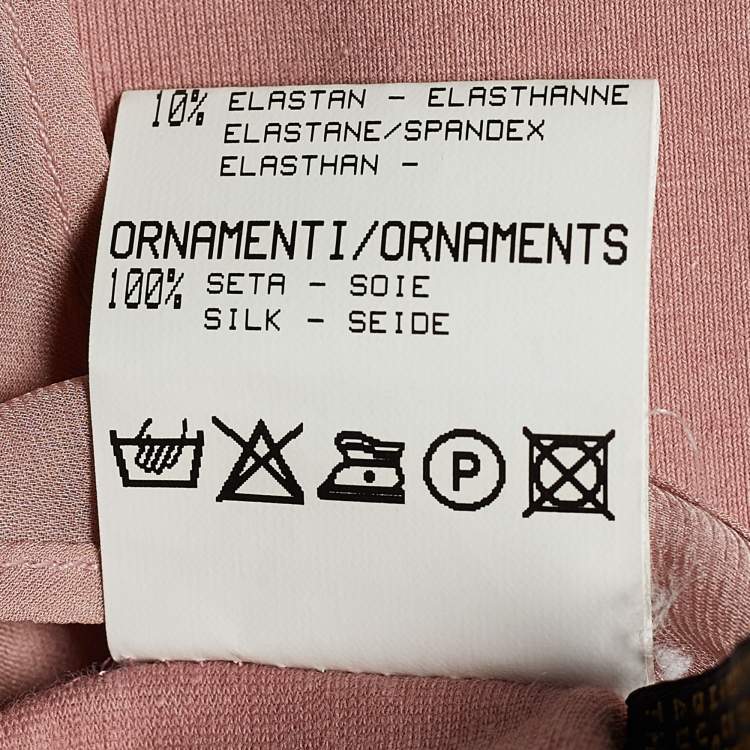 10% ELASTAN - ELASTHANNE
ELASTANE/SPANDEX
ELASTHAN -
ORNAMENTI/ORNAMENTS
100% SETA - SOIE
SILK - SEIDE
P